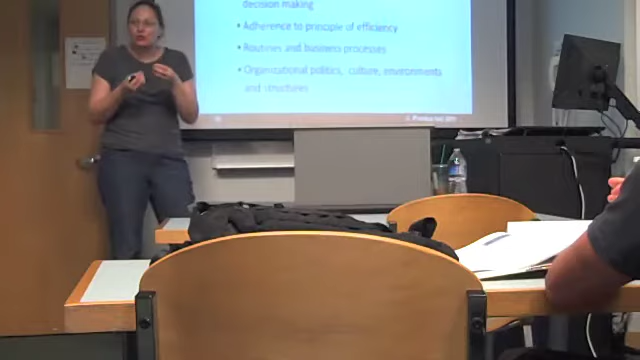 decision making
• Adherence to principle of efficiency
• Routines and business processes
• Organizational politics, culture, environments
and structures